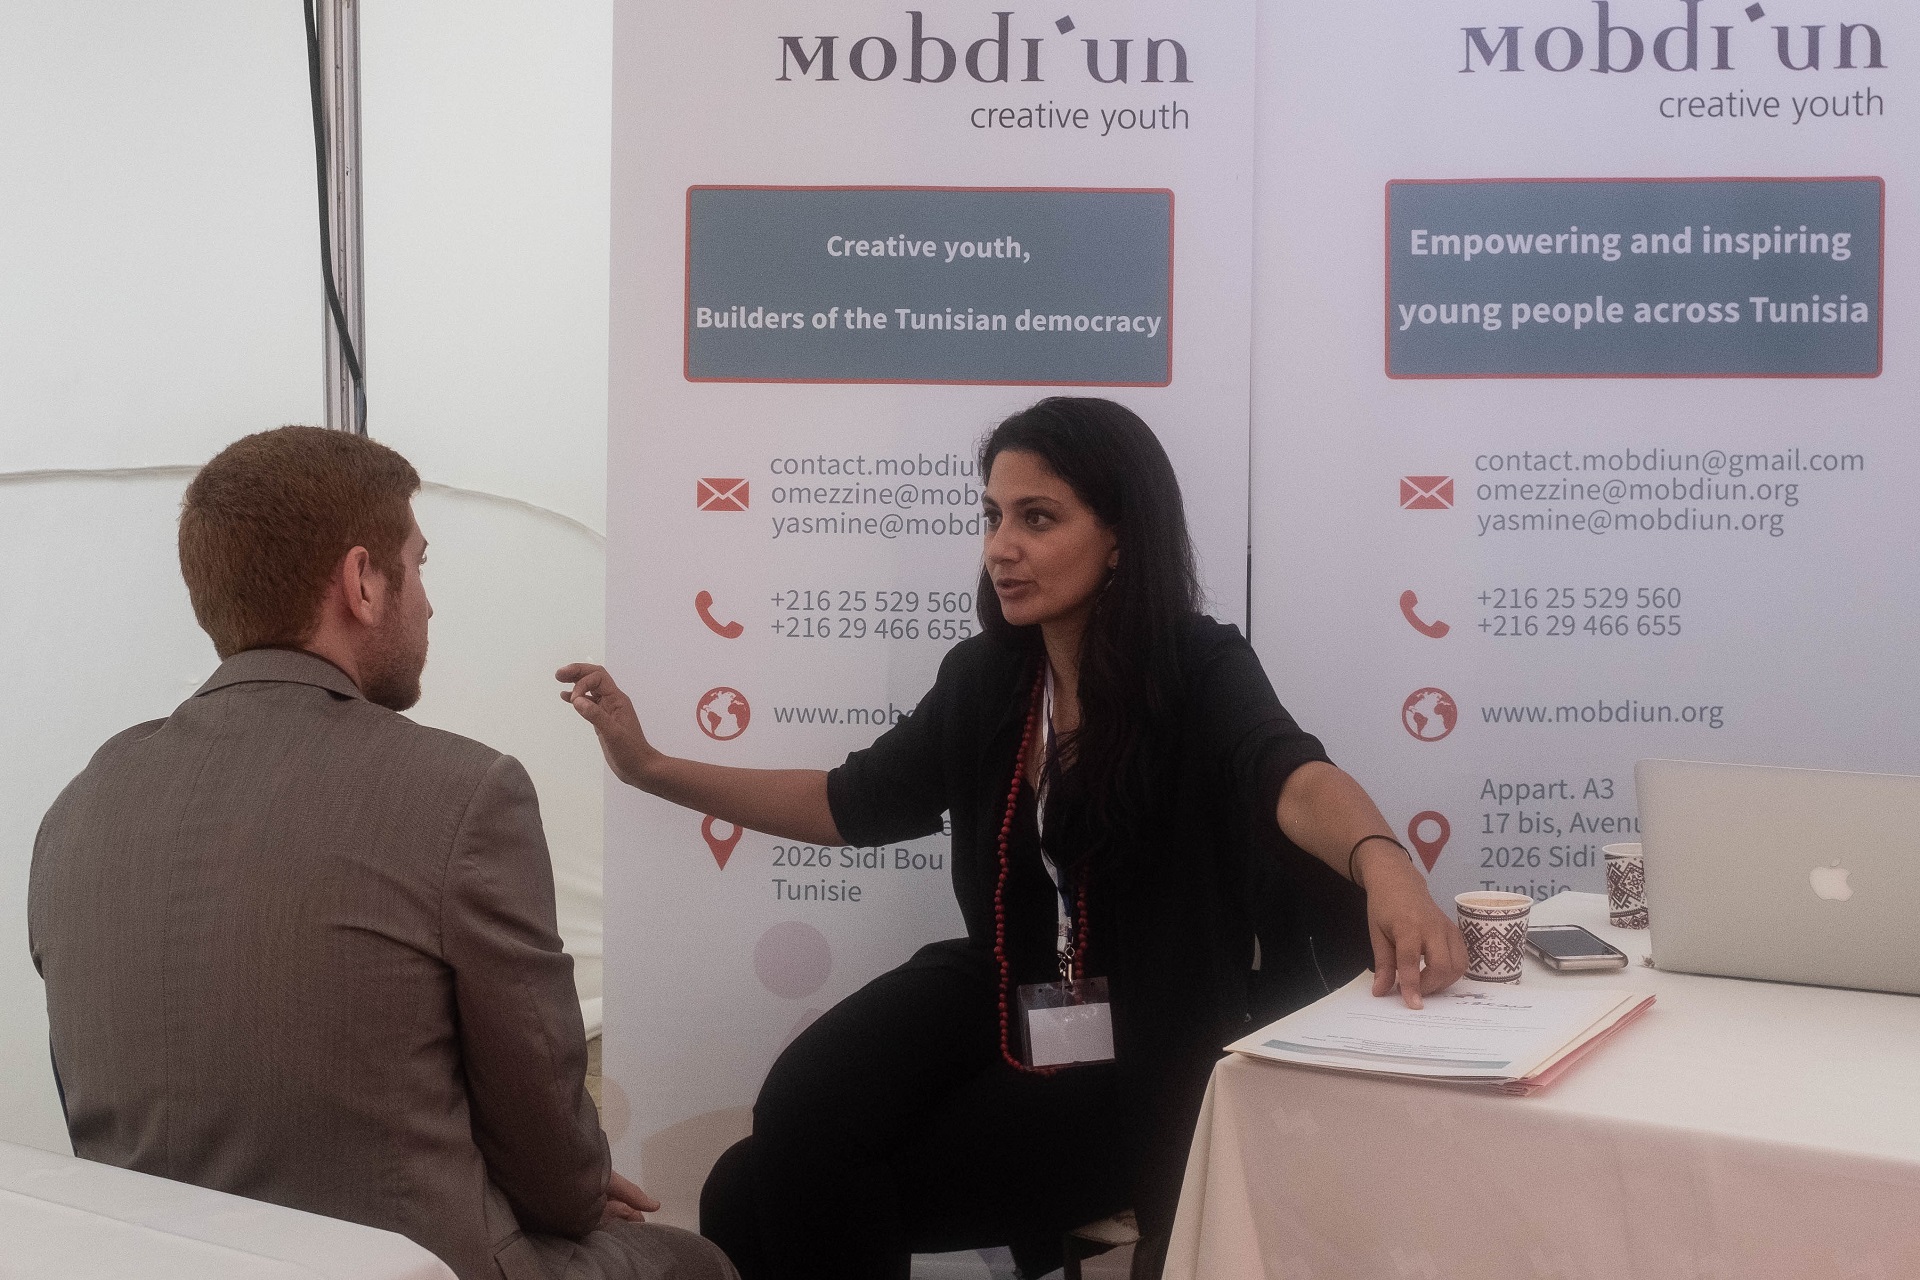 Mobdi'un
creative youth
Creative youth,
Builders of the Tunisian democracy
contact.mobdiun
omezzine@mob
yasmine@mobdi
+216 25 529 560
+216 29 466 655
www.mob
2026 Sidi Bou
Tunisie
Mobdi'un
creative youth
Empowering and inspiring
young people across Tunisia
contact.mobdiun@gmail.com
omezzine@mobdiun.org
yasmine@mobdiun.org
+216 25 529 560
+216 29 466 655
www.mobdiun.org
Appart. A3
17 bis, Avenu
2026 Sidi
Tunisie